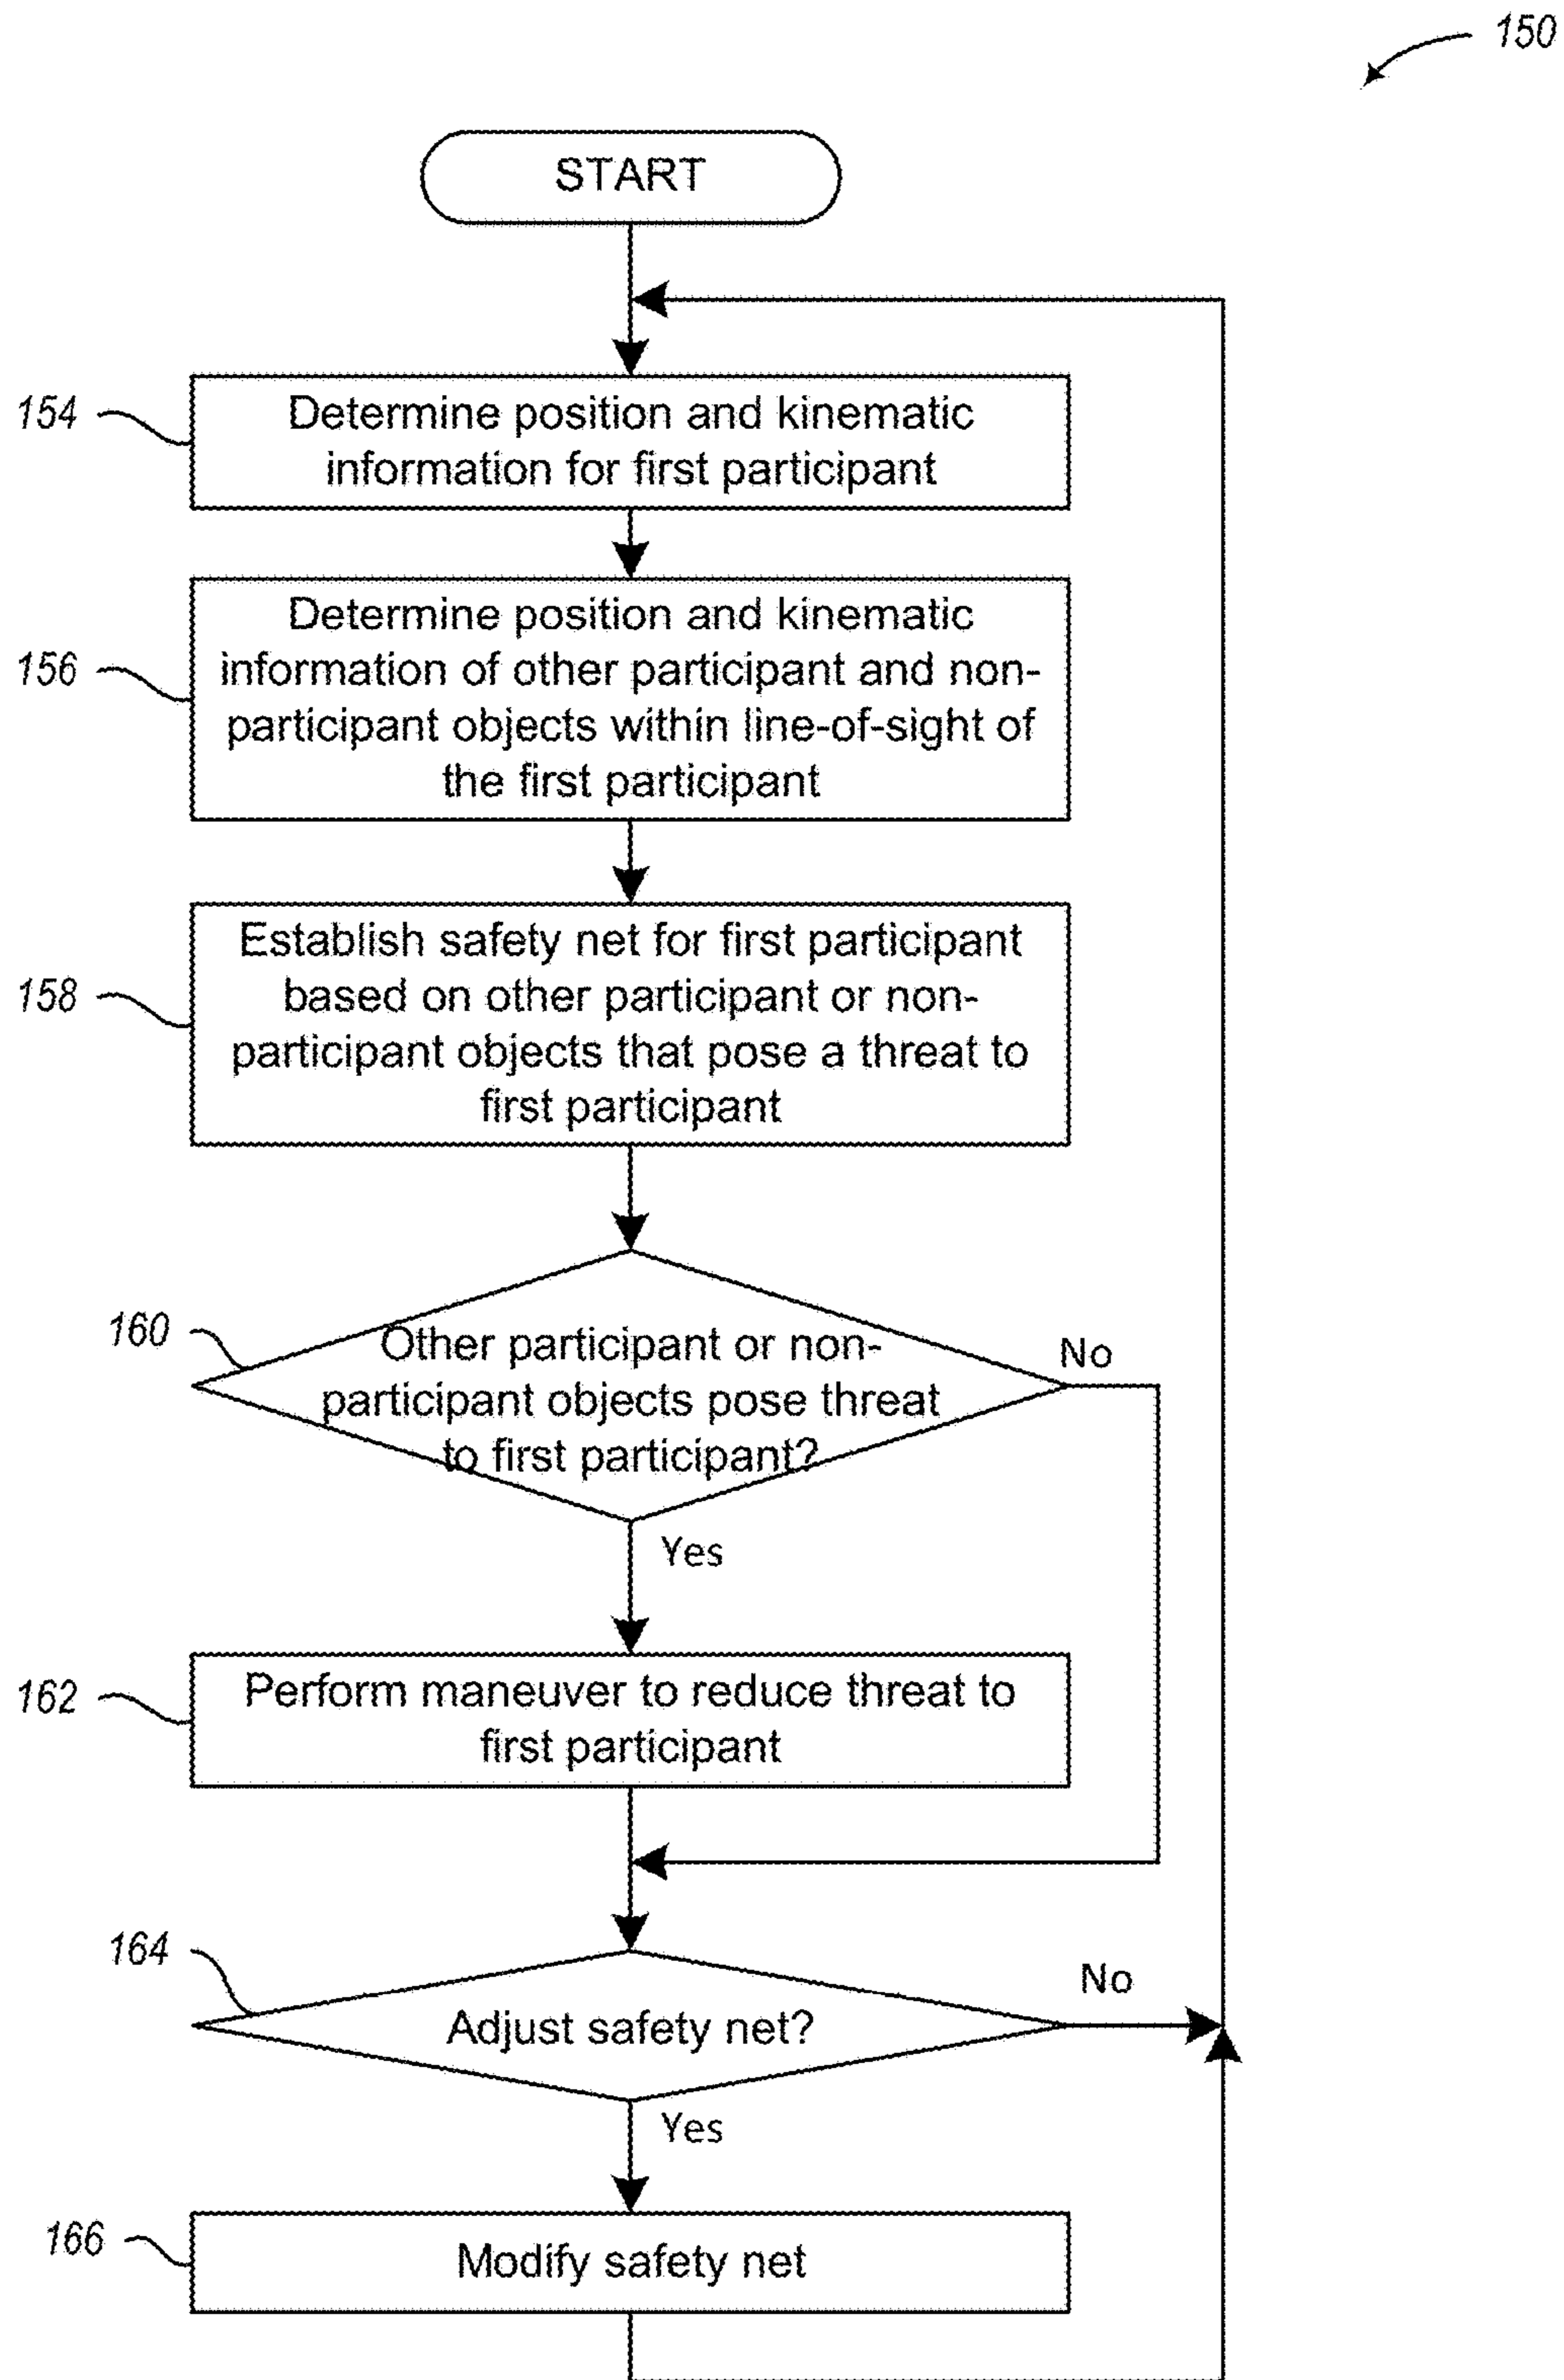 150
START
154
Determine position and kinematic
information for first participant
156
Determine position and kinematic
information of other participant and non-
participant objects within line-of-sight of
the first participant
158
Establish safety net for first participant
based on other participant or non-
participant objects that pose a threat to
first participant
160
Other participant or non-
participant objects pose threat
to first participant?
No
Yes
162
Perform maneuver to reduce threat to
first participant
164
Adjust safety net?
No
Yes
166
Modify safety net